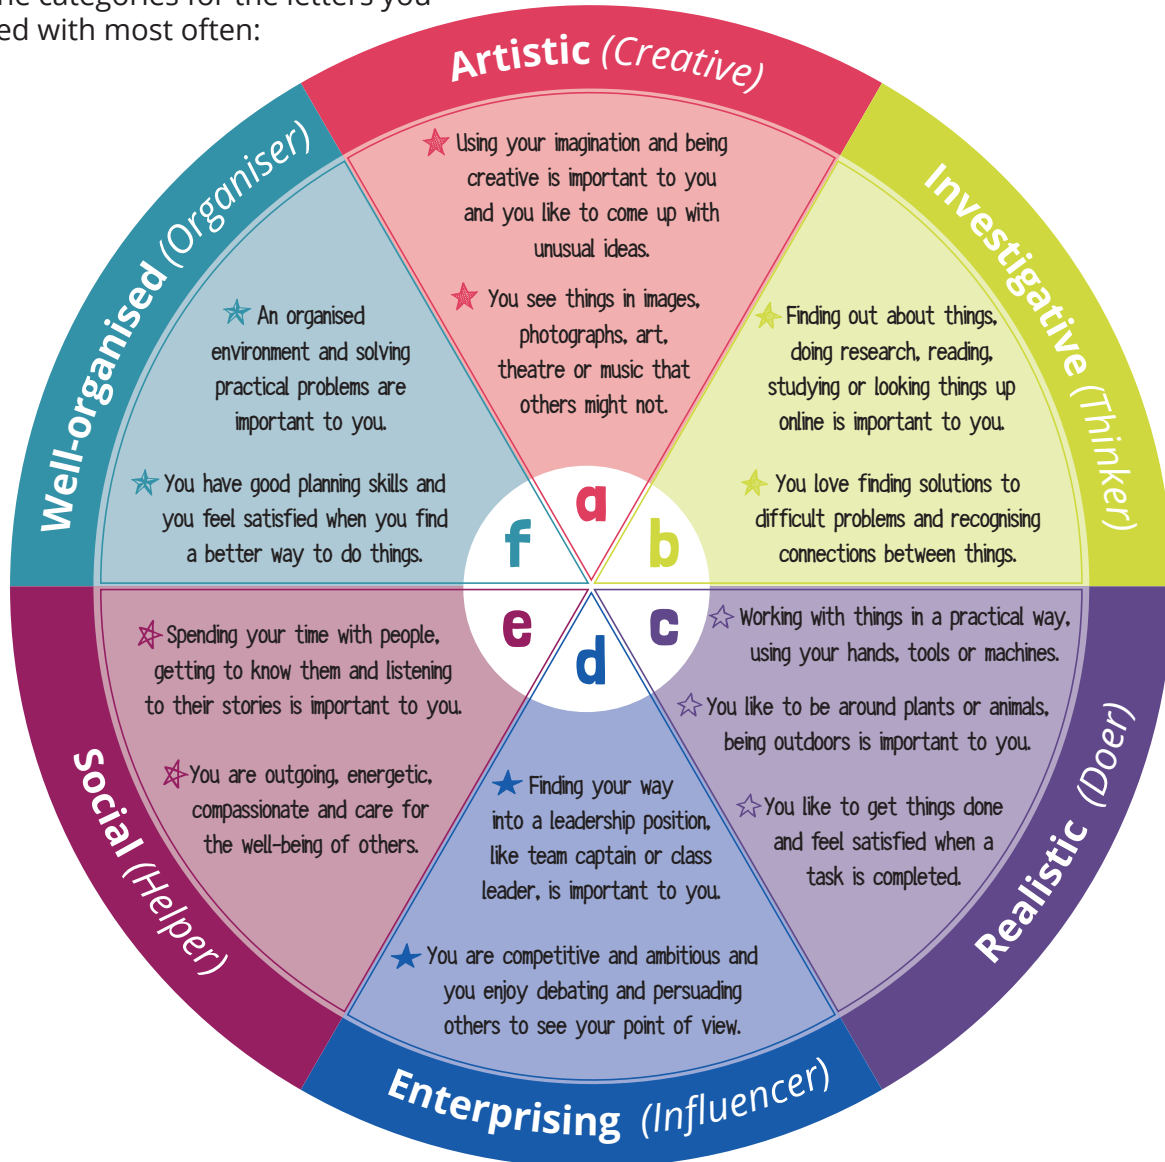 he categories for the letters you
ed with most often:
Artistic (Creative)
Using your imagination and being
creative is important to you
and you like to come up with
unusual ideas.
You see things in images,
photographs, art,
theatre or music that
others might not.
a
Investigative (Thinker)
Finding out about things,
doing research, reading,
studying or looking things up
online is important to you.
You love finding solutions to
difficult problems and recognising
connections between things.
b
Realistic (Doer)
Working with things in a practical way,
using your hands, tools or machines.
You like to be around plants or animals,
being outdoors is important to you.
You like to get things done
and feel satisfied when a
task is completed.
c
Enterprising (Influencer)
Finding your way
into a leadership position,
like team captain or class
leader, is important to you.
You are competitive and ambitious and
you enjoy debating and persuading
others to see your point of view.
d
Social (Helper)
Spending your time with people,
getting to know them and listening
to their stories is important to you.
You are outgoing, energetic,
compassionate and care for
the well-being of others.
e
Well-organised (Organiser)
An organised
environment and solving
practical problems are
important to you.
You have good planning skills and
you feel satisfied when you find
a better way to do things.
f